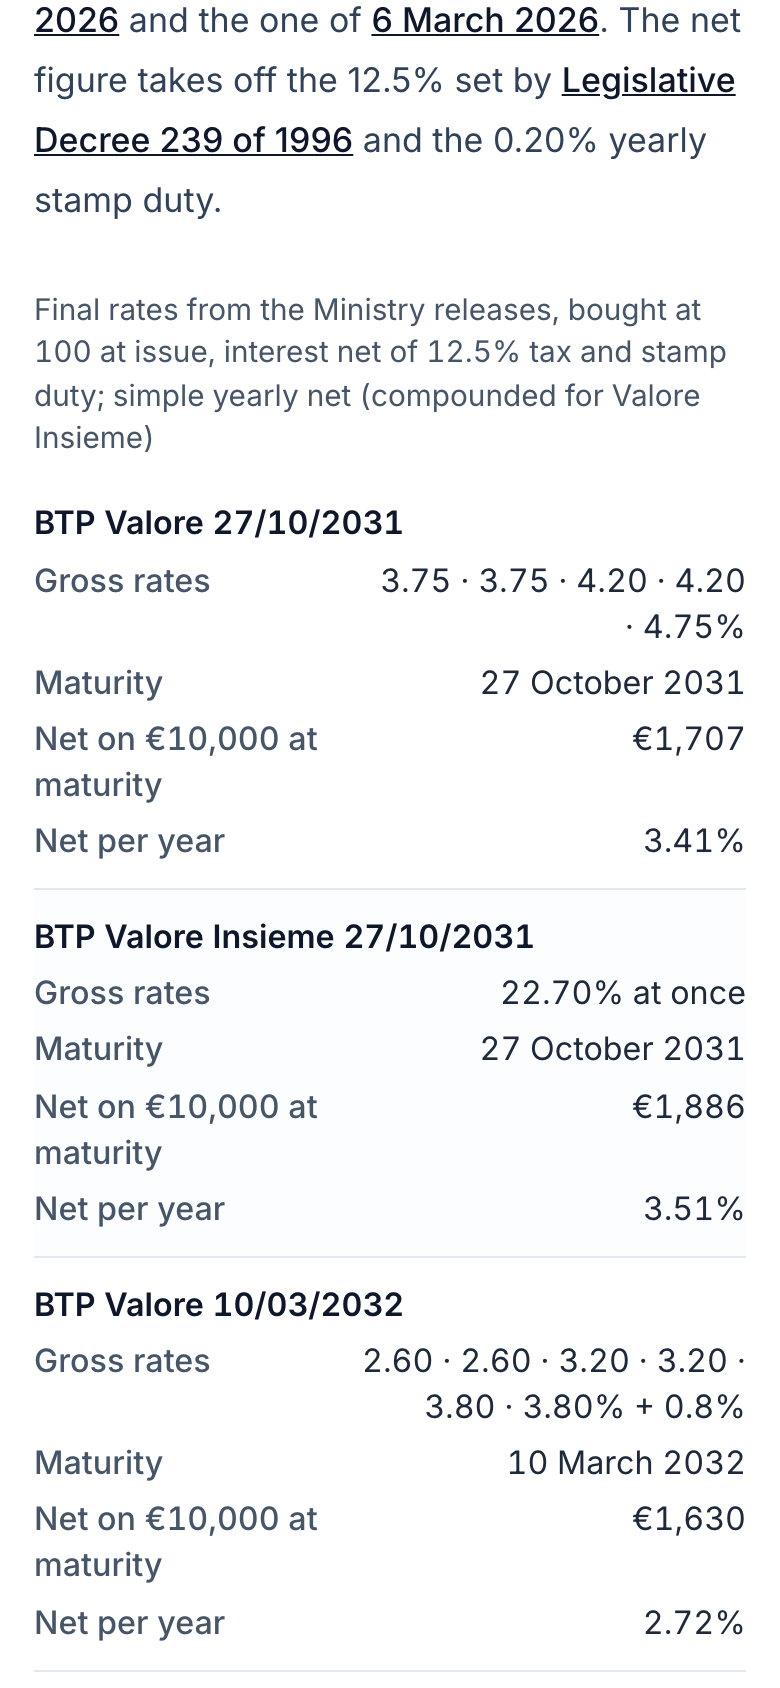 2026 and the one of 6 March 2026. The net
figure takes off the 12.5% set by Legislative
Decree 239 of 1996 and the 0.20% yearly
stamp duty.
Final rates from the Ministry releases, bought at
100 at issue, interest net of 12.5% tax and stamp
duty; simple yearly net (compounded for Valore
Insieme)
BTP Valore 27/10/2031
Gross rates 3.75 · 3.75 · 4.20 · 4.20
· 4.75%
Maturity 27 October 2031
Net on €10,000 at €1,707
maturity
Net per year 3.41%
BTP Valore Insieme 27/10/2031
Gross rates 22.70% at once
Maturity 27 October 2031
Net on €10,000 at €1,886
maturity
Net per year 3.51%
BTP Valore 10/03/2032
Gross rates 2.60 · 2.60 · 3.20 · 3.20 ·
3.80 · 3.80% + 0.8%
Maturity 10 March 2032
Net on €10,000 at €1,630
maturity
Net per year 2.72%